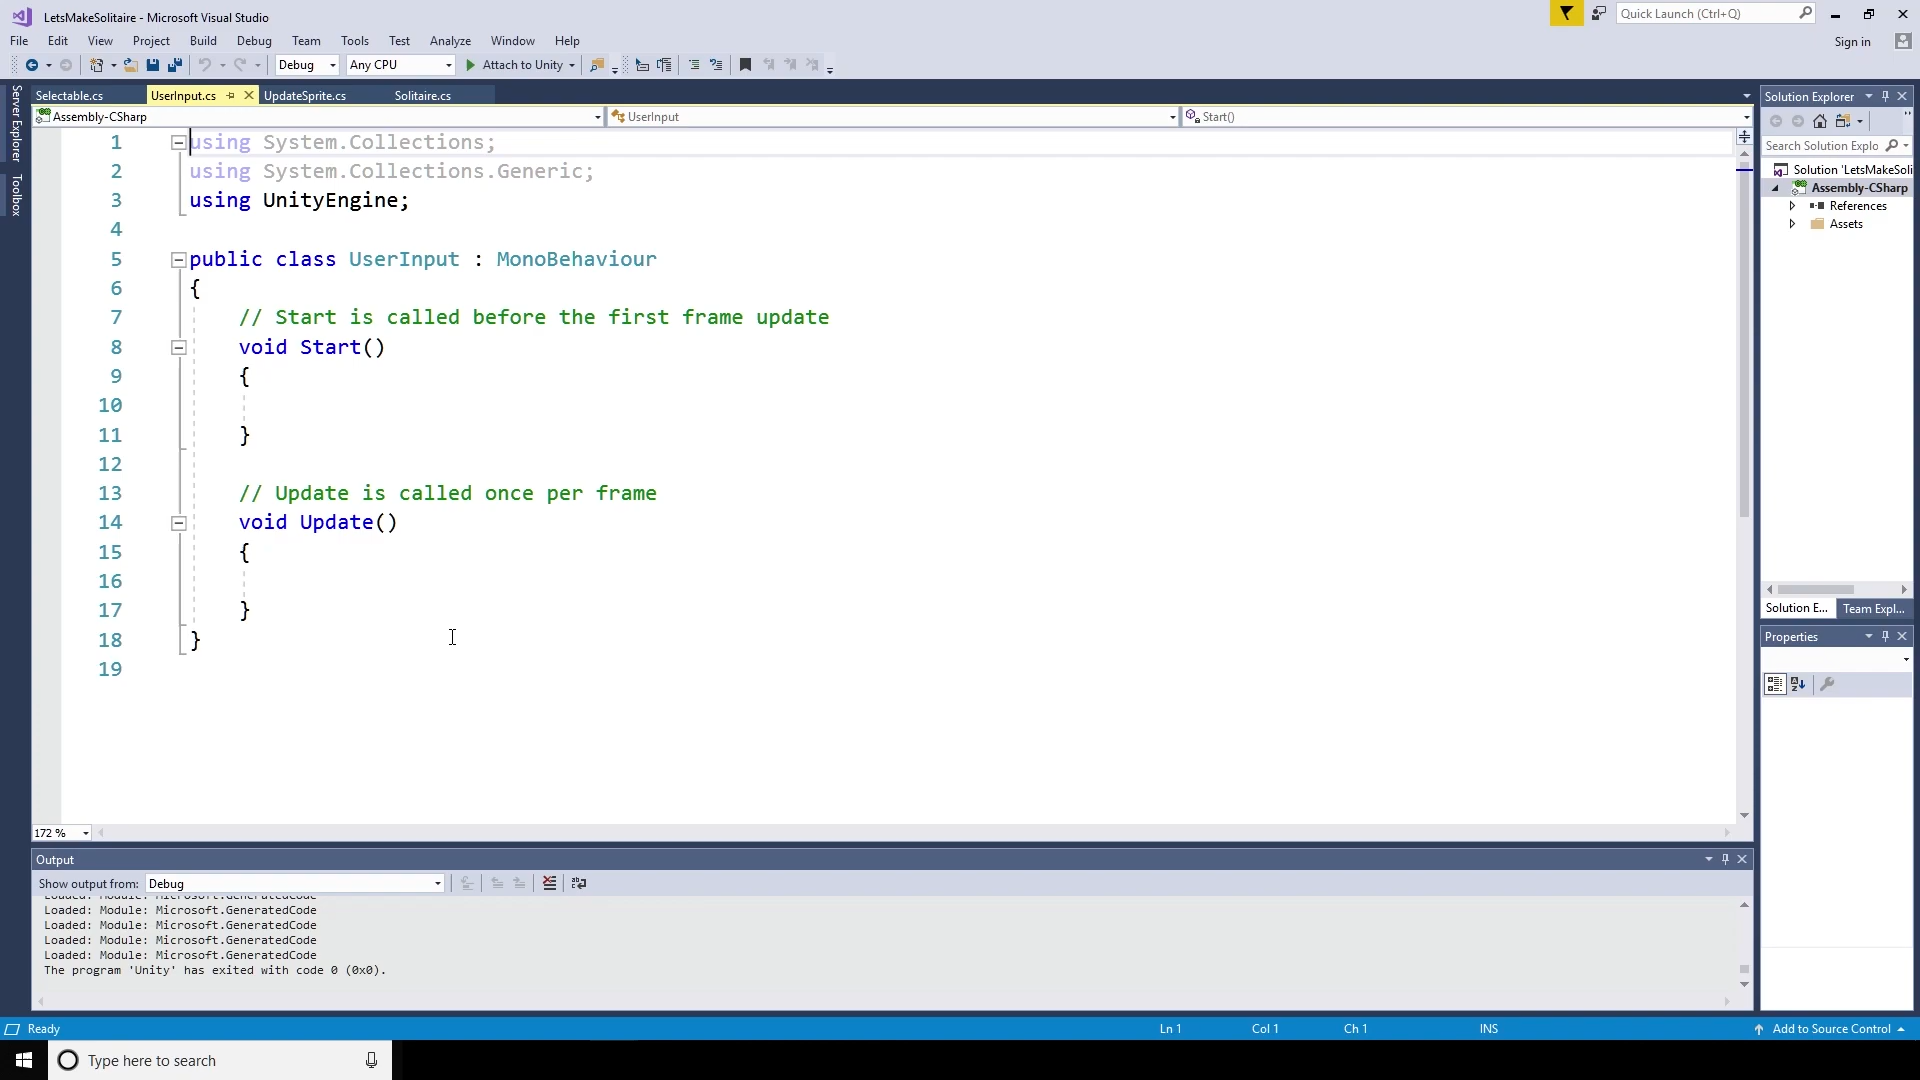 LetsMakeSolitaire - Microsoft Visual Studio
Quick Launch (Ctrl+Q)
File Edit View Project Build Debug Team Tools Test Analyze Window Help
Sign in
Debug Any CPU Attach to Unity
Server Explorer
Toolbox
Selectable.cs UserInput.cs UpdateSprite.cs Solitaire.cs
Assembly-CSharp UserInput Start()
1 using System.Collections;
2 using System.Collections.Generic;
3 using UnityEngine;
4
5 public class UserInput : MonoBehaviour
6 {
7 // Start is called before the first frame update
8 void Start()
9 {
10
11 }
12
13 // Update is called once per frame
14 void Update()
15 {
16
17 }
18 }
19
172 %
Solution Explorer
Search Solution Explo
Solution 'LetsMakeSoli
Assembly-CSharp
References
Assets
Solution E... Team Expl...
Properties
Output
Show output from: Debug
Loaded: Module: Microsoft.GeneratedCode
Loaded: Module: Microsoft.GeneratedCode
Loaded: Module: Microsoft.GeneratedCode
Loaded: Module: Microsoft.GeneratedCode
Loaded: Module: Microsoft.GeneratedCode
The program 'Unity' has exited with code 0 (0x0).
Ready Ln 1 Col 1 Ch 1 INS Add to Source Control
Type here to search